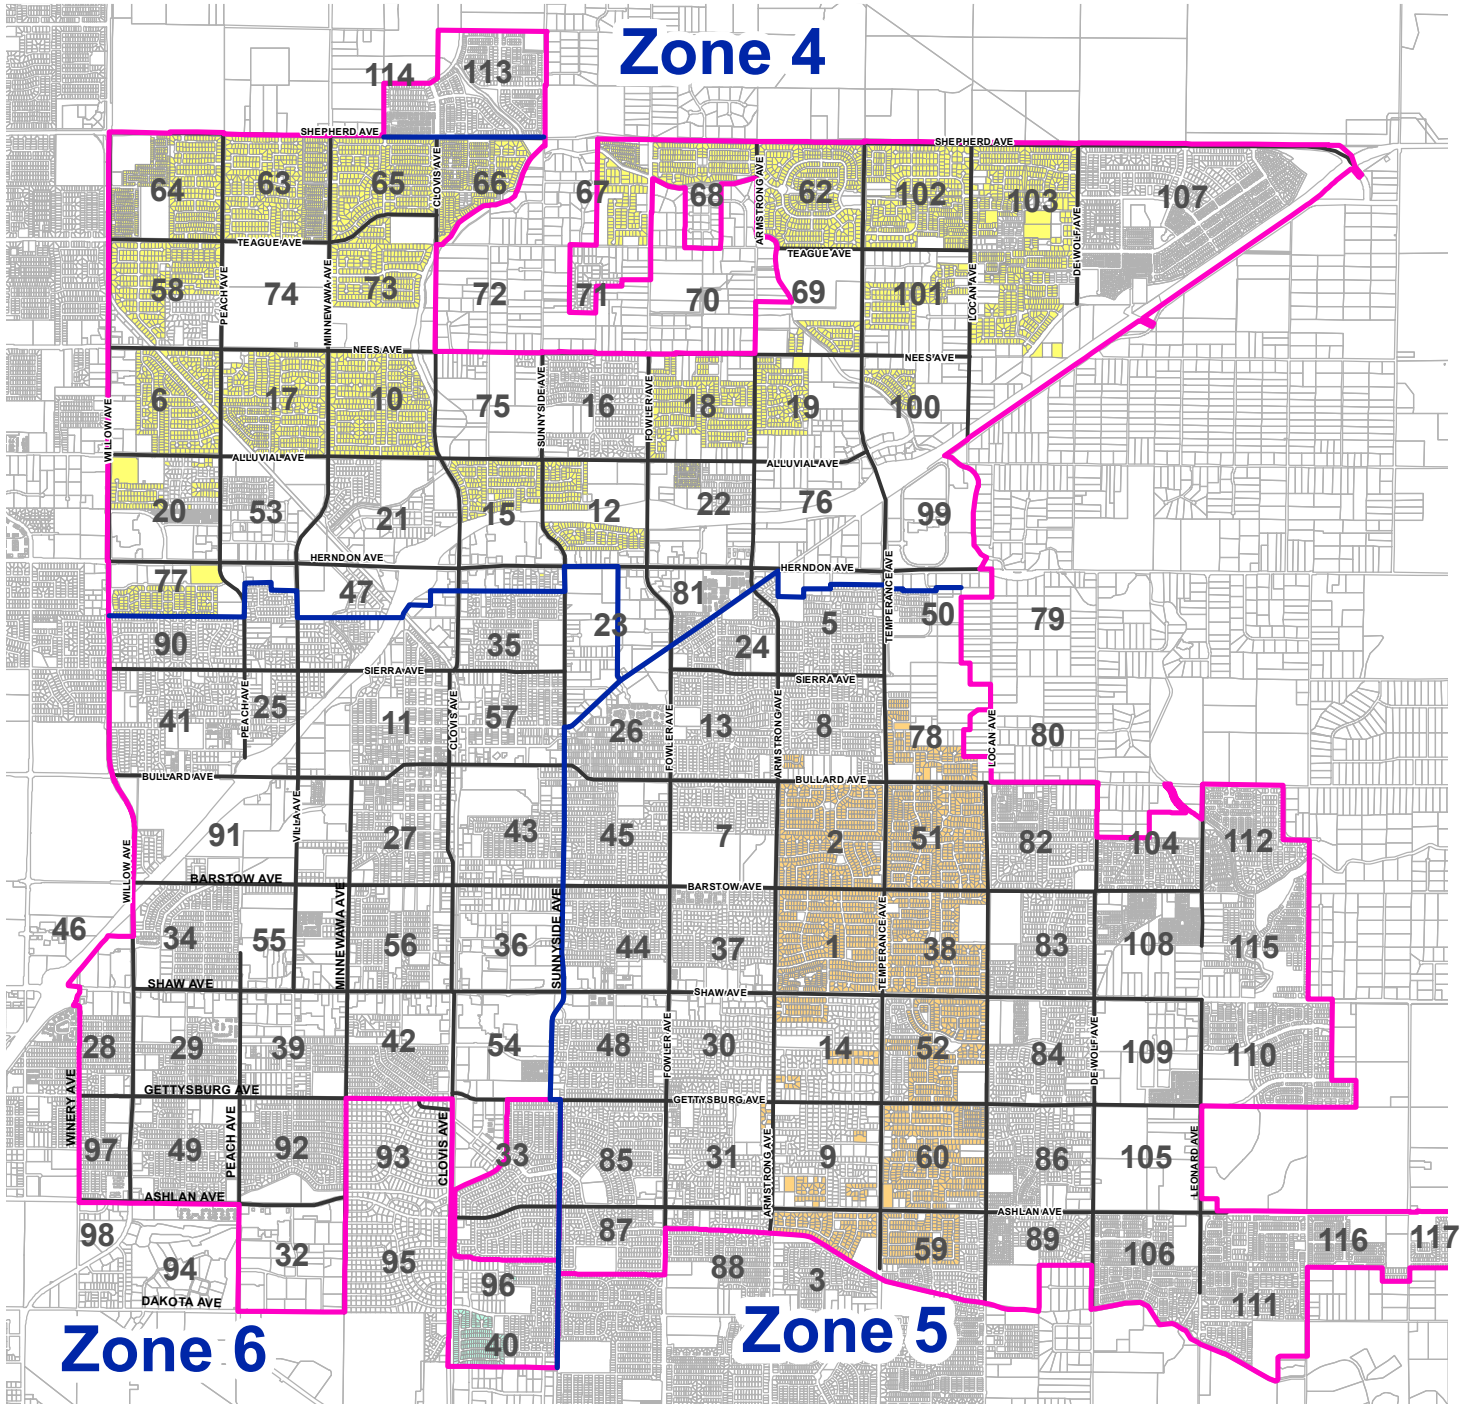 Zone 4
114
113
SHEPHERD AVE
SHEPHERD AVE
64
63
65
CLOVIS AVE
66
67
68
ARMSTRONG AVE
62
102
103
DE WOLF AVE
107
TEAGUE AVE
TEAGUE AVE
58
PEACH AVE
74
MINNEWAWA AVE
73
72
71
70
69
101
LOCAN AVE
NEES AVE
NEES AVE
WILLOW AVE
6
17
10
75
SUNNYSIDE AVE
16
FOWLER AVE
18
19
100
ALLUVIAL AVE
ALLUVIAL AVE
20
53
21
15
12
22
76
99
HERNDON AVE
HERNDON AVE
77
47
81
TEMPERANCE AVE
50
79
90
35
23
24
5
SIERRA AVE
SIERRA AVE
41
PEACH AVE
25
11
CLOVIS AVE
57
26
FOWLER AVE
13
ARMSTRONG AVE
8
78
LOCAN AVE
80
BULLARD AVE
BULLARD AVE
91
VILLA AVE
27
43
45
7
2
51
82
104
112
WILLOW AVE
BARSTOW AVE
BARSTOW AVE
46
34
55
MINNEWAWA AVE
56
36
SUNNYSIDE AVE
44
37
1
TEMPERANCE AVE
38
83
108
115
SHAW AVE
SHAW AVE
28
29
39
42
54
48
FOWLER AVE
30
14
52
84
DE WOLF AVE
109
110
GETTYSBURG AVE
GETTYSBURG AVE
WINERY AVE
97
49
PEACH AVE
92
93
CLOVIS AVE
33
85
31
ARMSTRONG AVE
9
60
86
105
LEONARD AVE
ASHLAN AVE
ASHLAN AVE
98
94
32
95
96
87
88
3
59
89
106
111
116
117
DAKOTA AVE
40
Zone 6
Zone 5